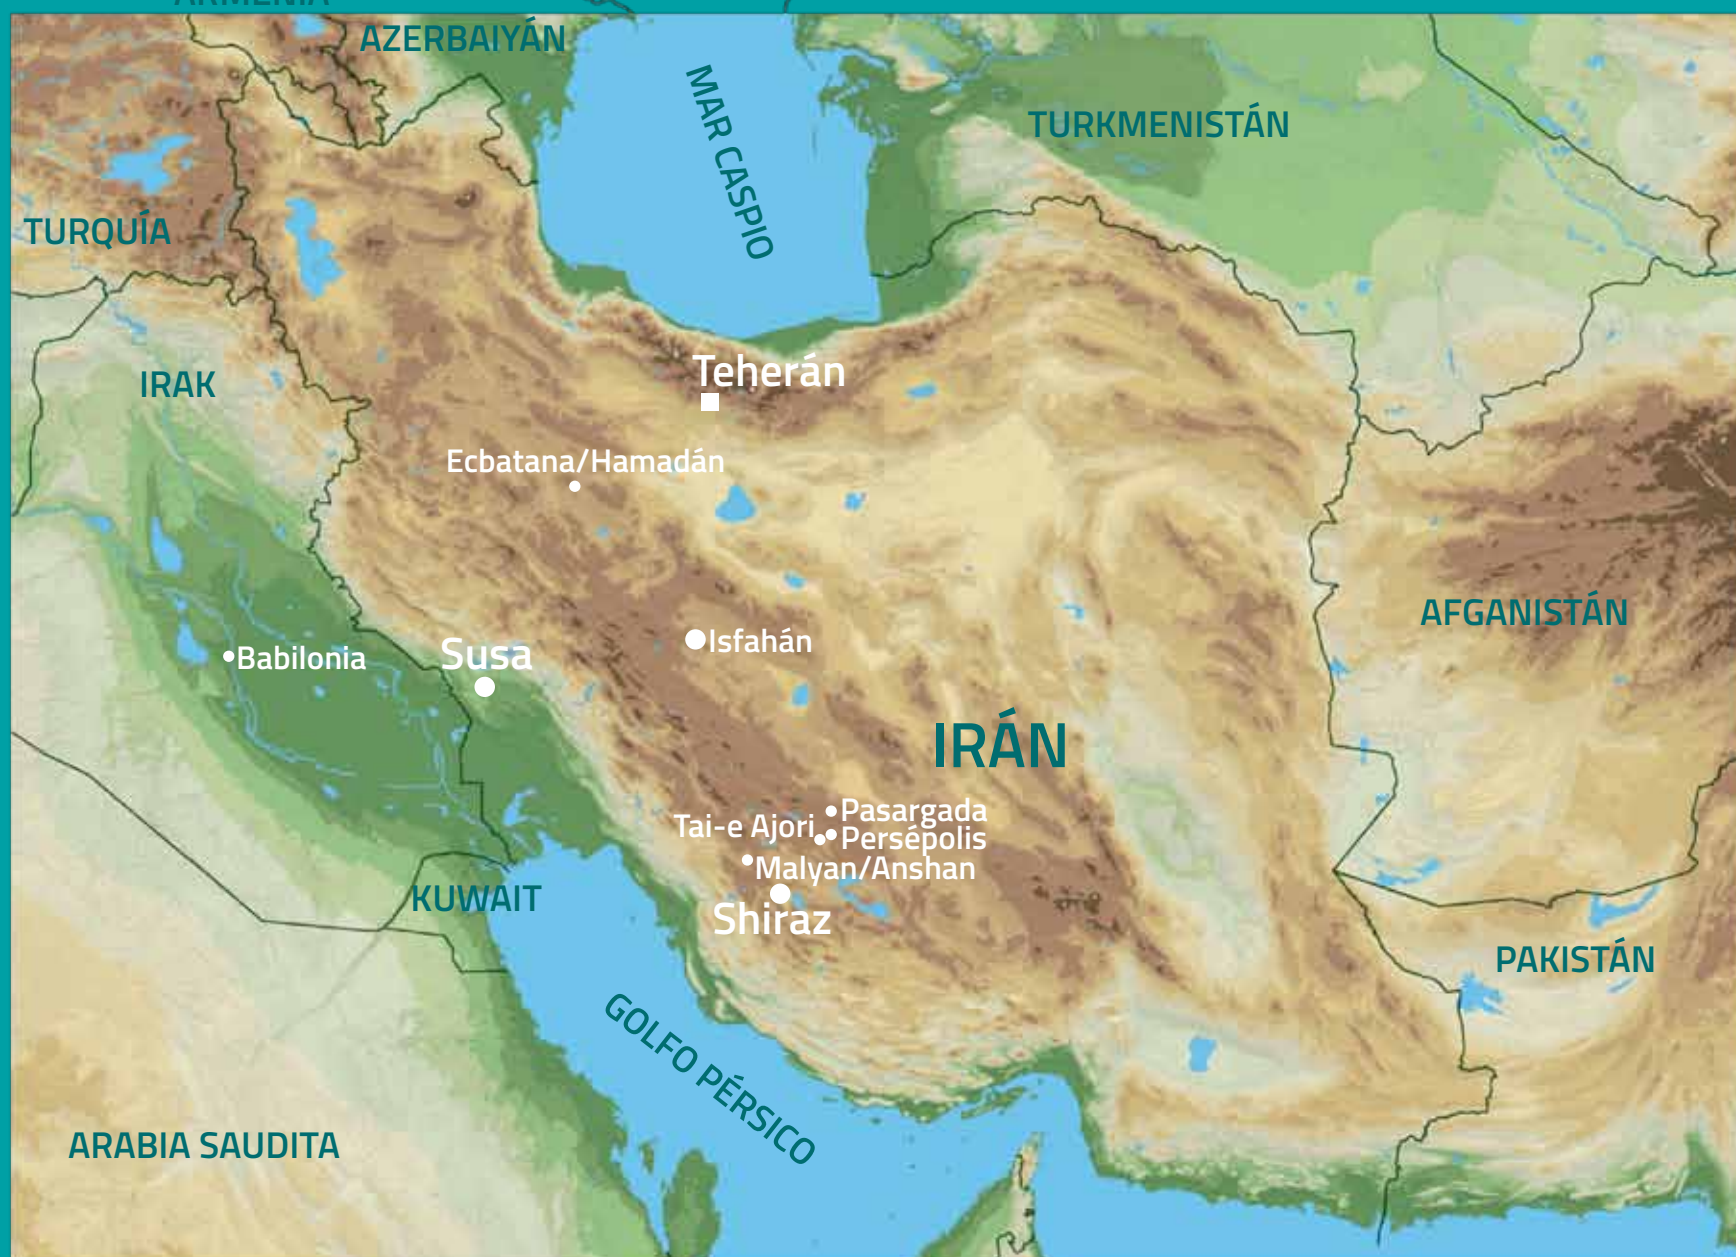 ARMENIA
AZERBAIYÁN
MAR CASPIO
TURKMENISTÁN
TURQUÍA
Teherán
IRAK
Ecbatana/Hamadán
AFGANISTÁN
Isfahán
Susa
Babilonia
IRÁN
Pasargada
Tai-e Ajori
Persépolis
Malyan/Anshan
KUWAIT
Shiraz
PAKISTÁN
GOLFO PÉRSICO
ARABIA SAUDITA